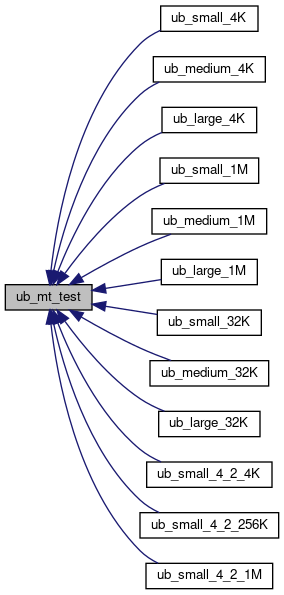 ub_small_4K
ub_medium_4K
ub_large_4K
ub_small_1M
ub_medium_1M
ub_large_1M
ub_mt_test
ub_small_32K
ub_medium_32K
ub_large_32K
ub_small_4_2_4K
ub_small_4_2_256K
ub_small_4_2_1M